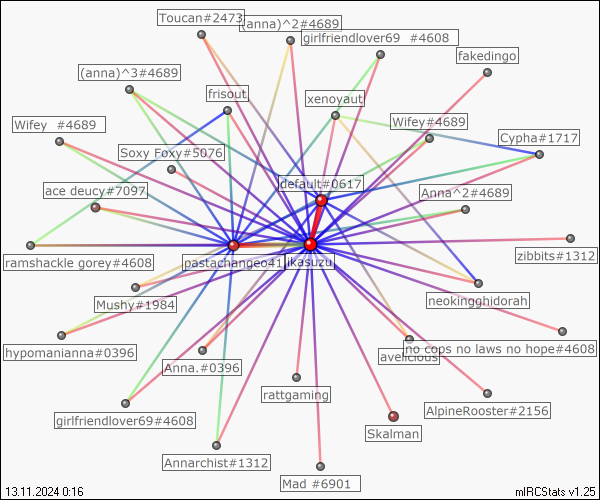 Toucan#2473
(anna)^2#4689
girlfriendlover69 #4608
fakedingo
(anna)^3#4689
frisout
xenoyaut
Wifey #4689
Wifey#4689
Cypha#1717
Soxy Foxy#5076
default#0617
ace deucy#7097
Anna^2#4689
ramshackle gorey#4608
pastachangeo41
jikasuzu
zibbits#1312
Mushy#1984
neokingghidorah
hypomanianna#0396
Anna.#0396
avelicious
no cops no laws no hope#4608
rattgaming
girlfriendlover69#4608
AlpineRooster#2156
Skalman
Annarchist#1312
Mad #6901
13.11.2024 0:16
mIRCStats v1.25